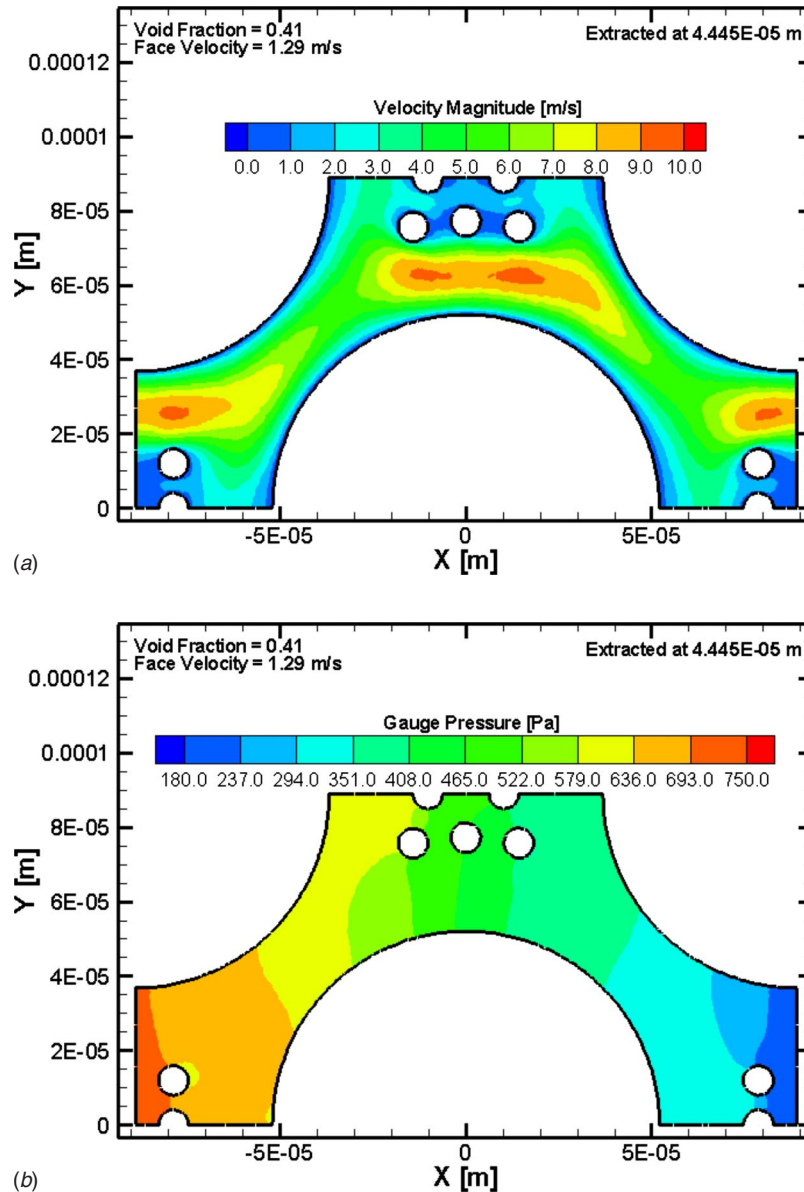 Void Fraction = 0.41
Face Velocity = 1.29 m/s
Extracted at 4.445E-05 m
Velocity Magnitude [m/s]
0.0 1.0 2.0 3.0 4.0 5.0 6.0 7.0 8.0 9.0 10.0
0.00012
0.0001
8E-05
6E-05
4E-05
2E-05
0
Y [m]
-5E-05 0 5E-05
X [m]
(a)
Void Fraction = 0.41
Face Velocity = 1.29 m/s
Extracted at 4.445E-05 m
Gauge Pressure [Pa]
180.0 237.0 294.0 351.0 408.0 465.0 522.0 579.0 636.0 693.0 750.0
0.00012
0.0001
8E-05
6E-05
4E-05
2E-05
0
Y [m]
-5E-05 0 5E-05
X [m]
(b)